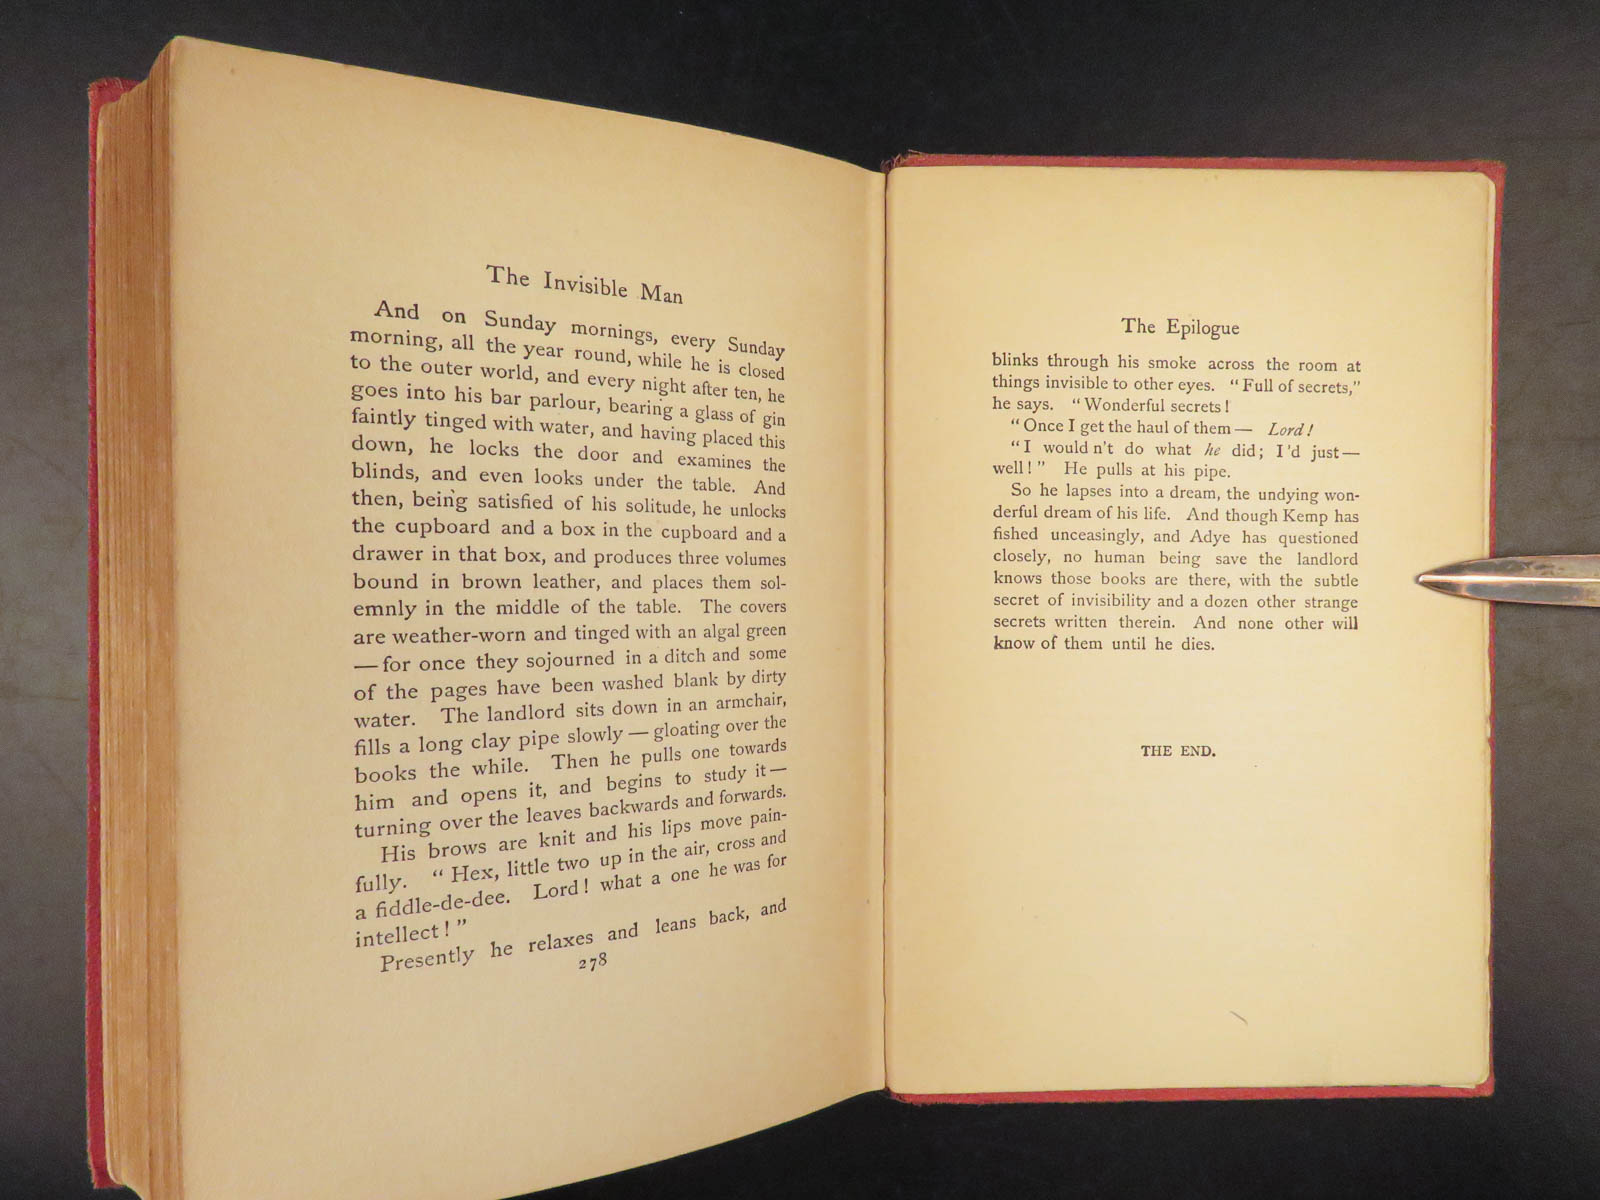 The Invisible Man
And on Sunday mornings, every Sunday
morning, all the year round, while he is closed
to the outer world, and every night after ten, he
goes into his bar parlour, bearing a glass of gin
faintly tinged with water, and having placed this
down, he locks the door and examines the
blinds, and even looks under the table. And
then, being satisfied of his solitude, he unlocks
the cupboard and a box in the cupboard and a
drawer in that box, and produces three volumes
bound in brown leather, and places them sol-
emnly in the middle of the table. The covers
are weather-worn and tinged with an algal green
—for once they sojourned in a ditch and some
of the pages have been washed blank by dirty
water. The landlord sits down in an armchair,
fills a long clay pipe slowly — gloating over the
books the while. Then he pulls one towards
him and opens it, and begins to study it —
turning over the leaves backwards and forwards.
His brows are knit and his lips move pain-
fully. “ Hex, little two up in the air, cross and
a fiddle-de-dee. Lord! what a one he was for
intellect! ”
Presently he relaxes and leans back, and
278
The Epilogue
blinks through his smoke across the room at
things invisible to other eyes. “ Full of secrets,”
he says. “ Wonderful secrets !
“ Once I get the haul of them — Lord !
“ I would n't do what he did; I 'd just —
well ! ” He pulls at his pipe.
So he lapses into a dream, the undying won-
derful dream of his life. And though Kemp has
fished unceasingly, and Adye has questioned
closely, no human being save the landlord
knows those books are there, with the subtle
secret of invisibility and a dozen other strange
secrets written therein. And none other will
know of them until he dies.
THE END.